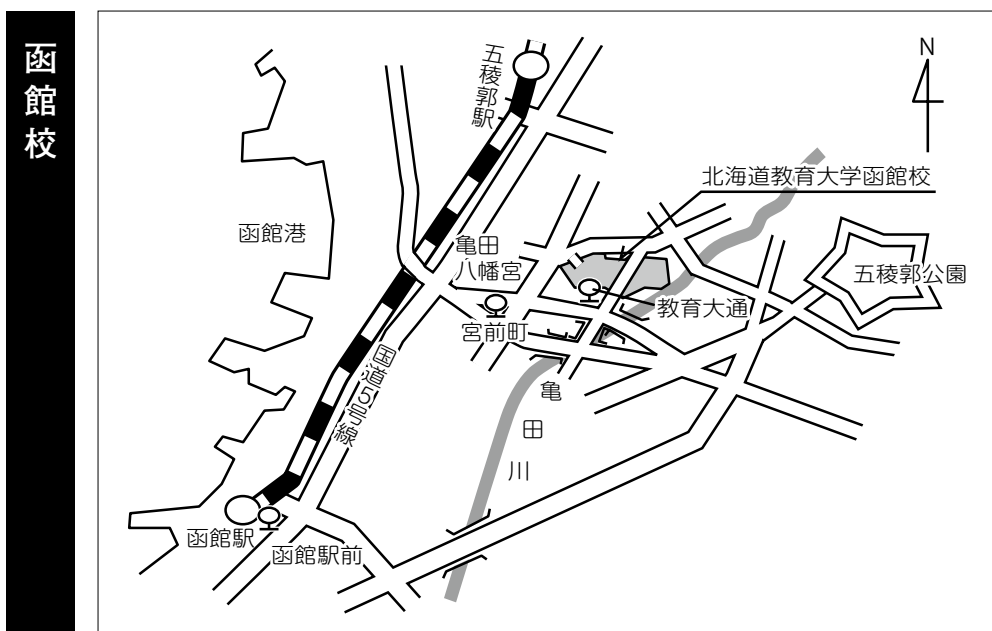 函館校
N
五稜郭駅
北海道教育大学函館校
函館港
亀田
八幡宮
五稜郭公園
教育大通
宮前町
国道5号線
亀田川
函館駅
函館駅前